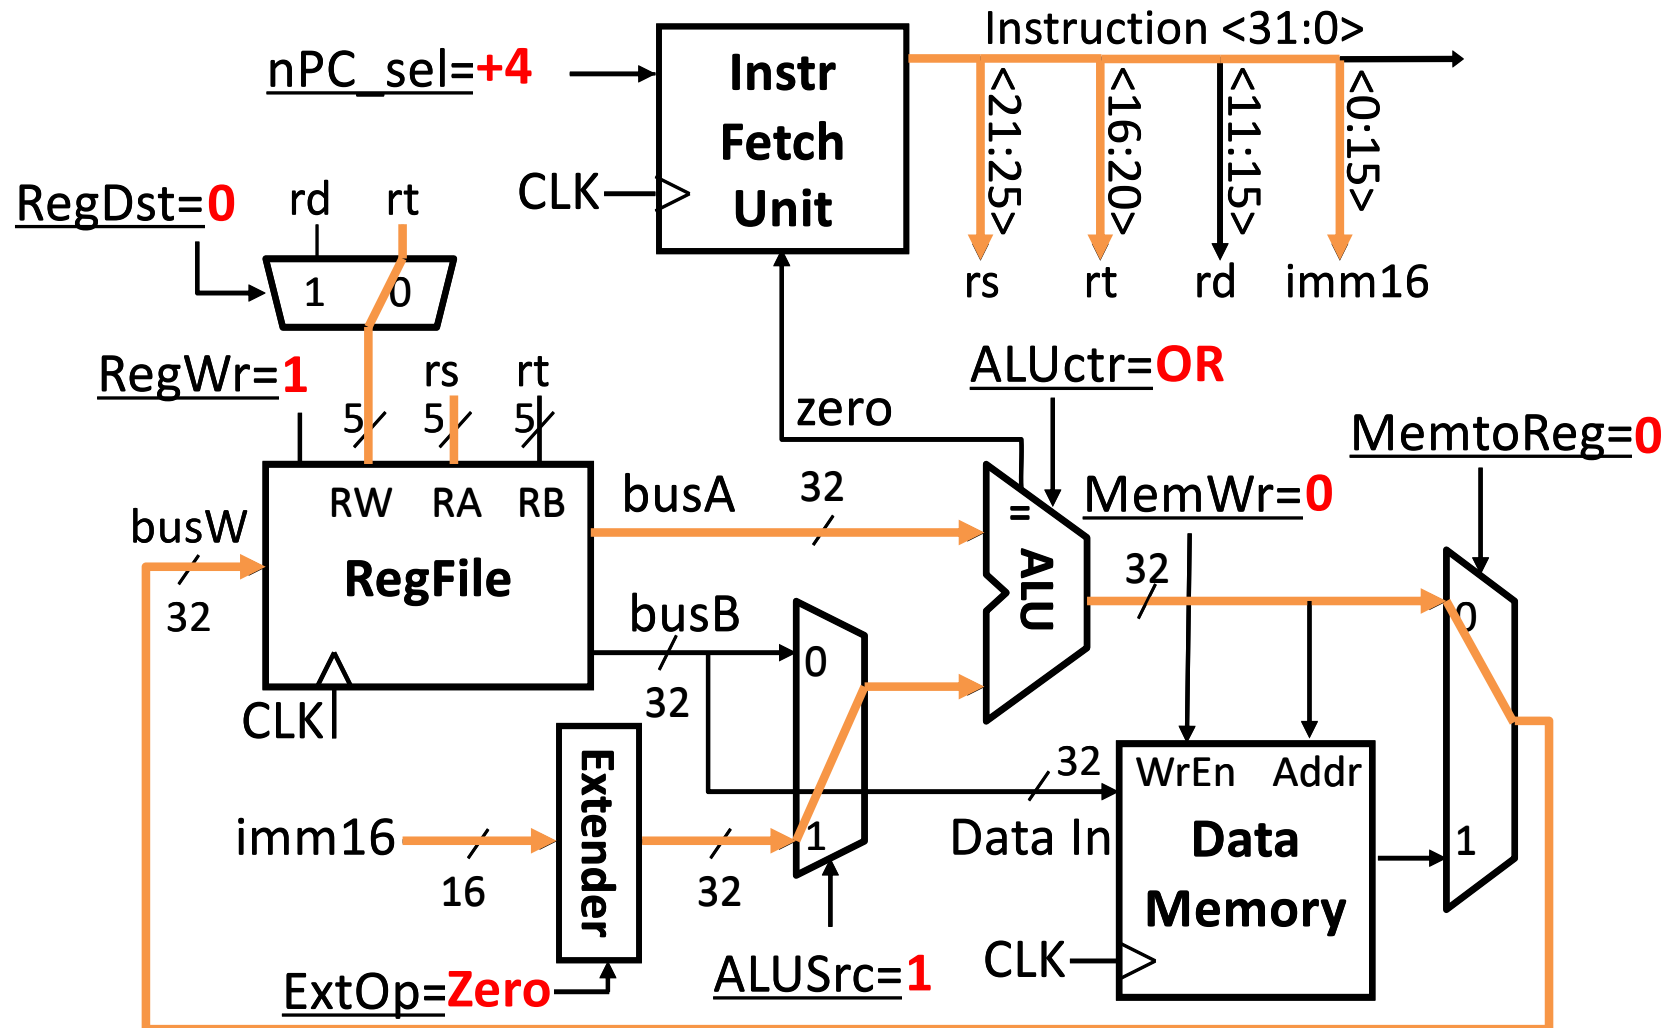 Instruction <31:0>
nPC_sel=+4
Instr
Fetch
Unit
<21:25>
<16:20>
<11:15>
<0:15>
CLK
RegDst=0
rd
rt
1
0
rs
rt
rd
imm16
RegWr=1
rs
rt
ALUctr=OR
5
5
5
zero
MemtoReg=0
RW
RA
RB
busA
32
=
ALU
MemWr=0
busW
32
RegFile
32
busB
32
0
0
CLK
Extender
32
WrEn
Addr
imm16
16
32
1
Data In
Data
Memory
1
CLK
ExtOp=Zero
ALUSrc=1